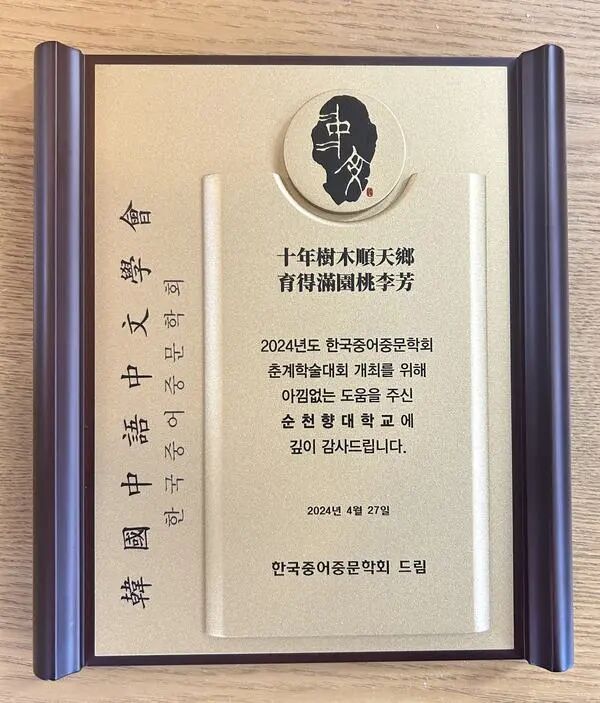 中文
十年樹木順天鄕
育得滿園桃李芳
2024년도 한국중어중문학회
춘계학술대회 개최를 위해
아낌없는 도움을 주신
순천향대학교에
깊이 감사드립니다.
2024년 4월 27일
한국중어중문학회 드림
韓國中語中文學會
한국중어중문학회